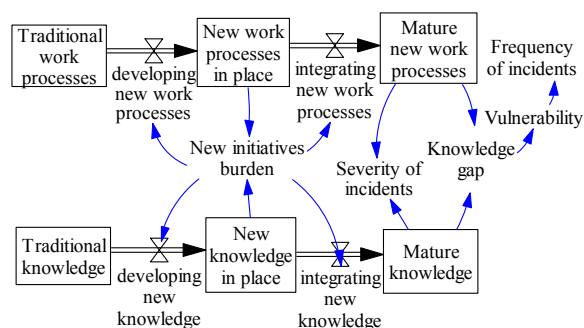 Traditional
work
processes
developing
new work
processes
New work
processes
in place
integrating
new work
processes
Mature
new work
processes
Frequency
of incidents
Vulnerability
Knowledge
gap
Severity of
incidents
New initiatives
burden
Traditional
knowledge
developing
new
knowledge
New
knowledge
in place
integrating
new
knowledge
Mature
knowledge